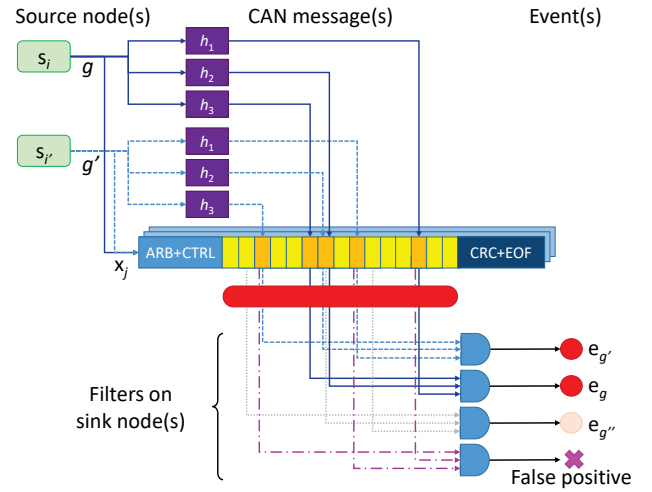 Source node(s) CAN message(s) Event(s)
s_i
g
h_1
h_2
h_3
s_i'
g'
h_1
h_2
h_3
ARB+CTRL CRC+EOF
x_j
e_g'
e_g
e_g''
Filters on
sink node(s)
False positive